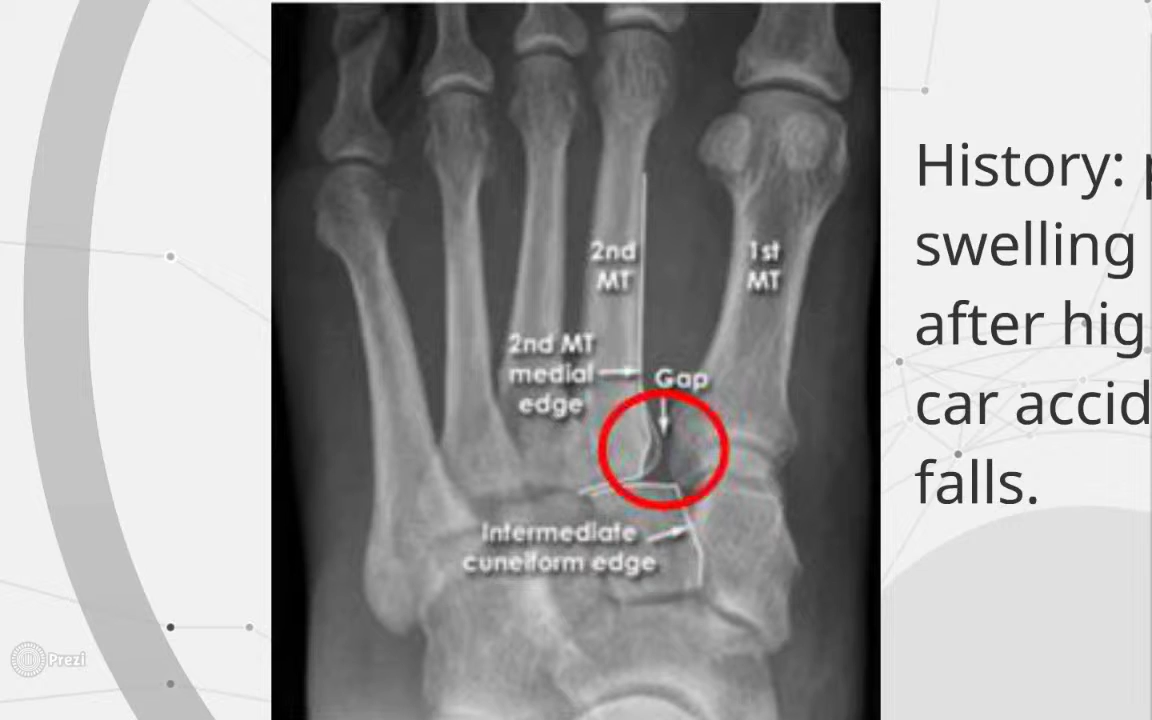 2nd
MT
1st
MT
2nd MT
medial
edge
Gap
Intermediate
cuneiform edge
History:
swelling
after hig
car accid
falls.
Prezi